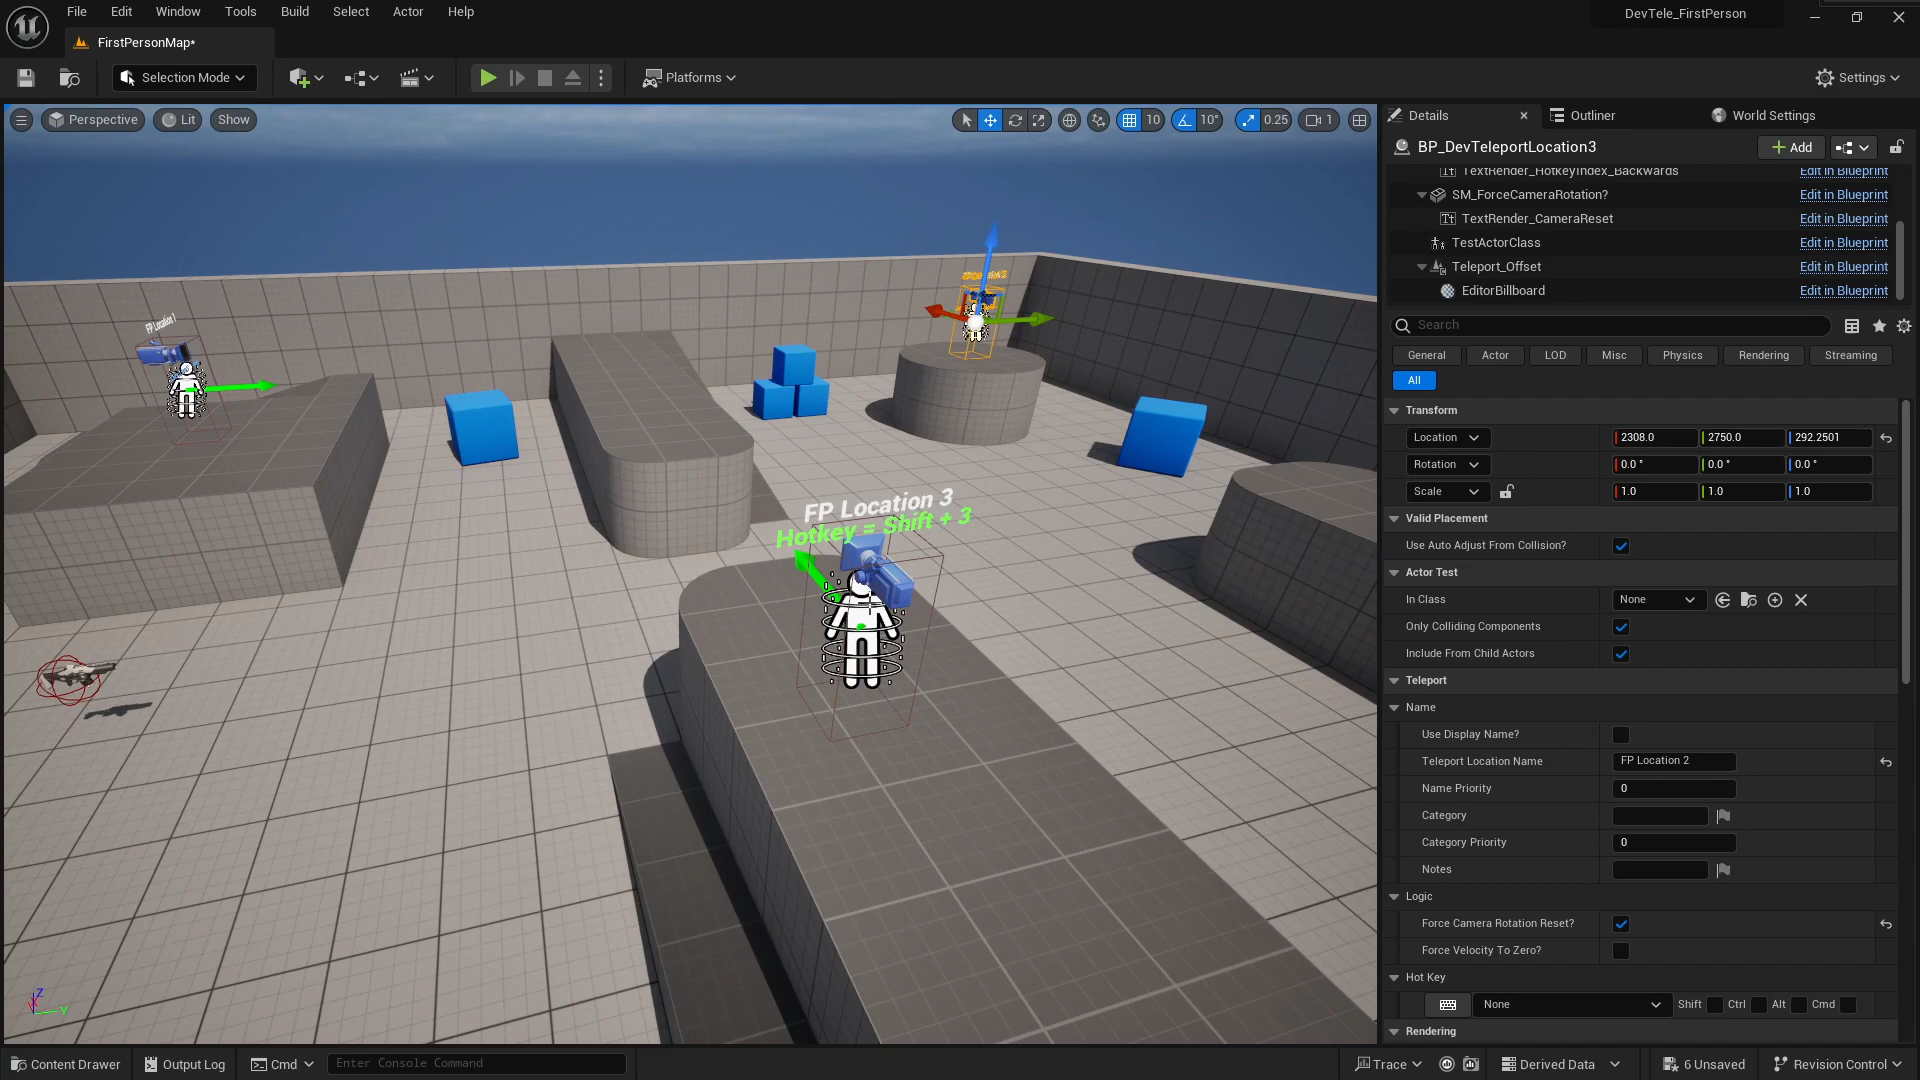 File Edit Window Tools Build Select Actor Help
DevTele_FirstPerson
FirstPersonMap*
Selection Mode
Platforms
Settings
Perspective Lit Show
10 10° 0.25 1
FP Location 1
FP Location 3
Hotkey = Shift + 3
Z
Y
Details Outliner World Settings
BP_DevTeleportLocation3 Add
TextRender_HotkeyIndex_Backwards Edit in Blueprint
SM_ForceCameraRotation? Edit in Blueprint
TextRender_CameraReset Edit in Blueprint
TestActorClass Edit in Blueprint
Teleport_Offset Edit in Blueprint
EditorBillboard Edit in Blueprint
Search
General Actor LOD Misc Physics Rendering Streaming
All
Transform
Location 2308.0 2750.0 292.2501
Rotation 0.0 ° 0.0 ° 0.0 °
Scale 1.0 1.0 1.0
Valid Placement
Use Auto Adjust From Collision?
Actor Test
In Class None
Only Colliding Components
Include From Child Actors
Teleport
Name
Use Display Name?
Teleport Location Name FP Location 2
Name Priority 0
Category
Category Priority 0
Notes
Logic
Force Camera Rotation Reset?
Force Velocity To Zero?
Hot Key
None Shift Ctrl Alt Cmd
Rendering
Content Drawer Output Log Cmd Enter Console Command
Trace Derived Data 6 Unsaved Revision Control